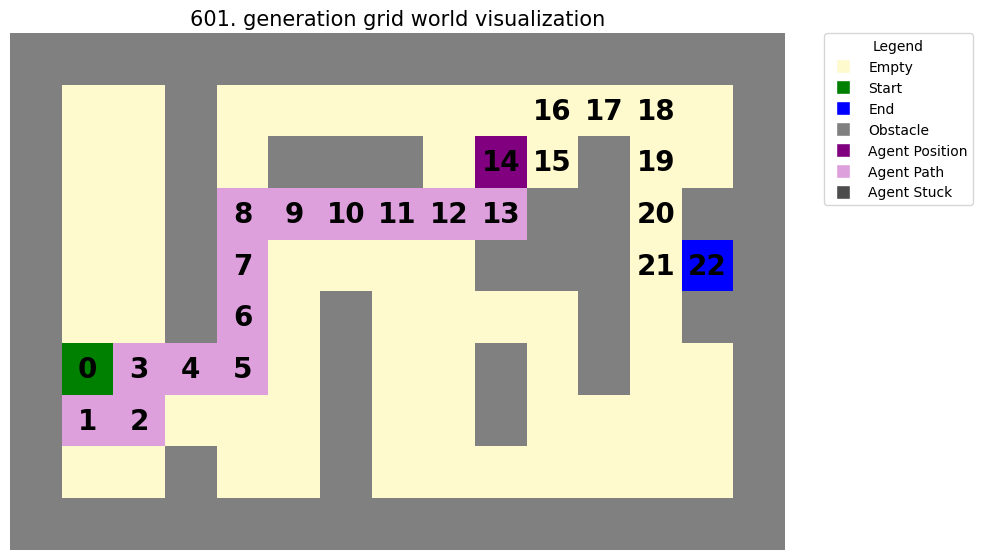 601. generation grid world visualization
Legend
Empty
Start
End
Obstacle
Agent Position
Agent Path
Agent Stuck
16 17 18
14 15 19
8 9 10 11 12 13 20
7 21 22
6
0 3 4 5
1 2